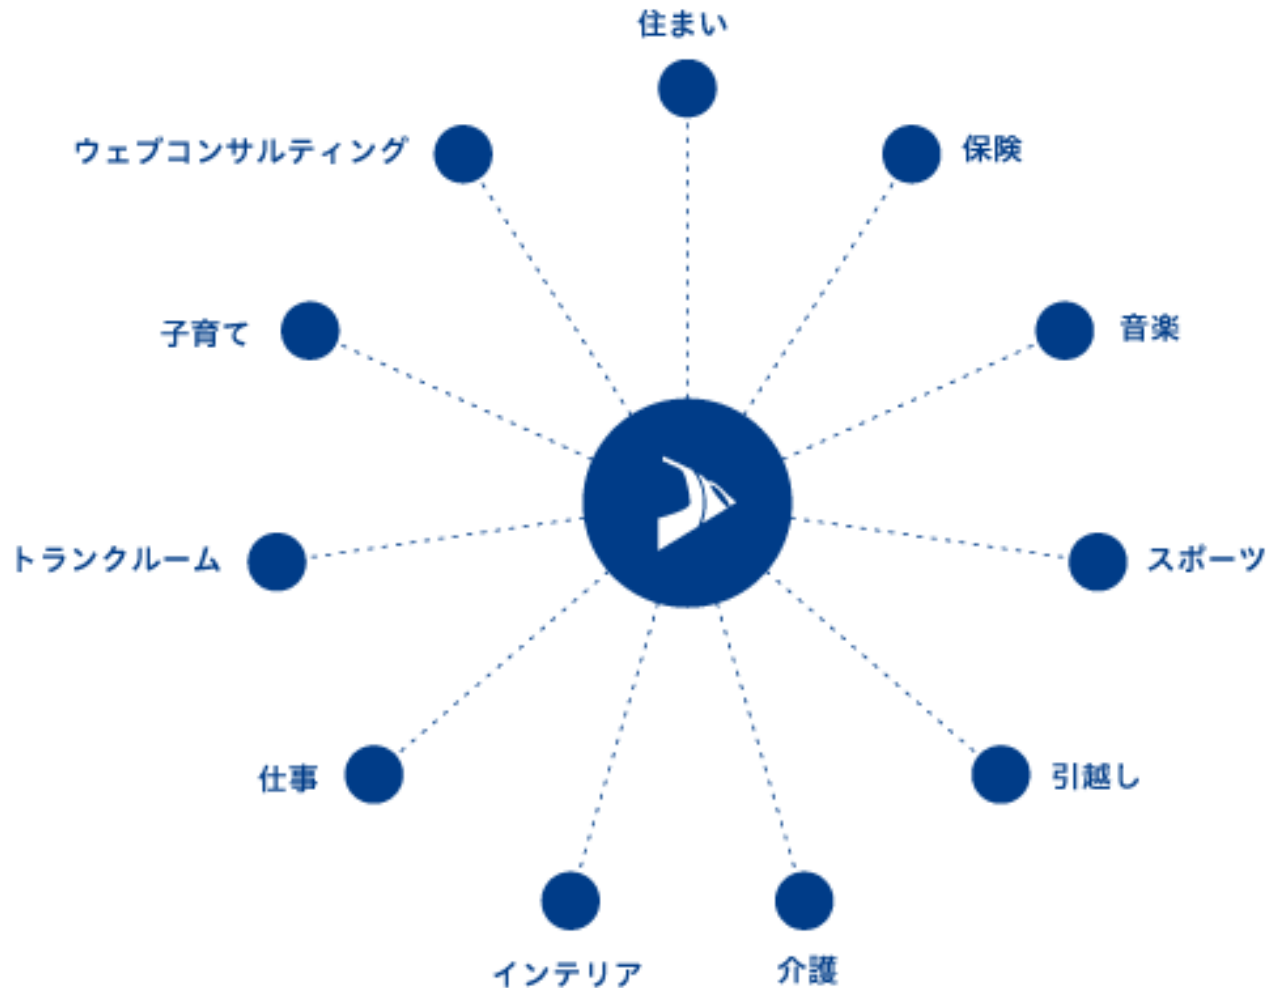 住まい
保険
音楽
スポーツ
引越し
介護
インテリア
仕事
トランクルーム
子育て
ウェブコンサルティング